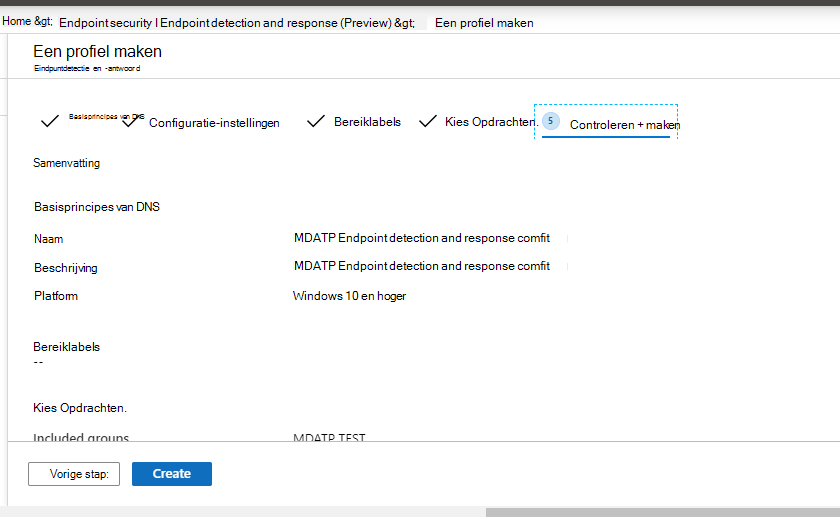 Home &gt; Endpoint security | Endpoint detection and response (Preview) &gt; Een profiel maken
Een profiel maken
Eindpuntdetectie en -antwoord
Basisprincipes van DNS Configuratie-instellingen Bereiklabels Kies Opdrachten. 5 Controleren + maken
Samenvatting
Basisprincipes van DNS
Naam MDATP Endpoint detection and response comfit
Beschrijving MDATP Endpoint detection and response comfit
Platform Windows 10 en hoger
Bereiklabels
--
Kies Opdrachten.
Included groups MDATP TEST
Vorige stap: Create